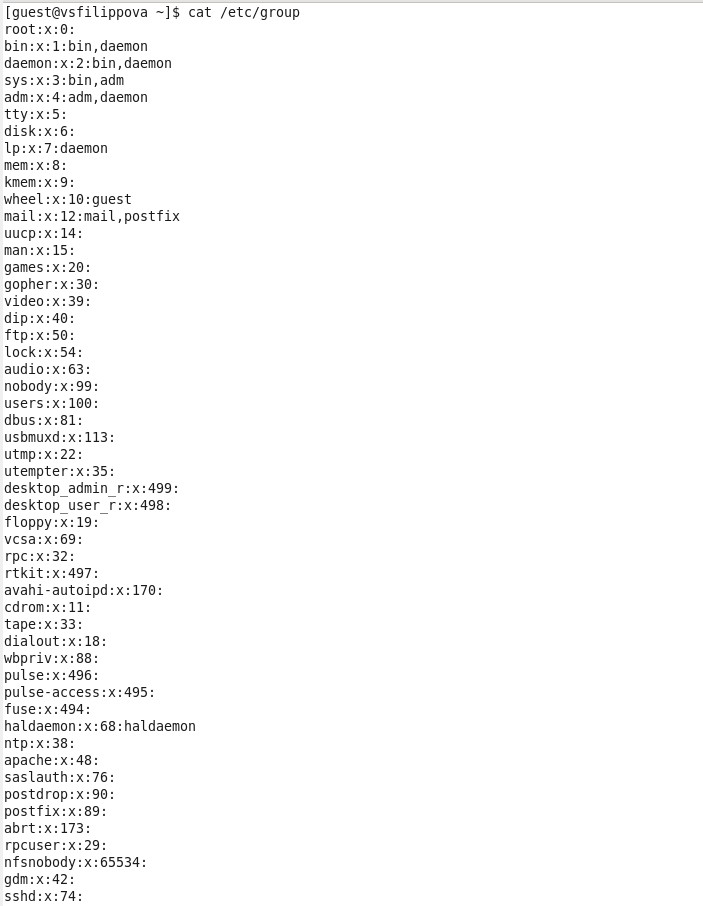 [guest@vsfilippova ~]$ cat /etc/group
root:x:0:
bin:x:1:bin,daemon
daemon:x:2:bin,daemon
sys:x:3:bin,adm
adm:x:4:adm,daemon
tty:x:5:
disk:x:6:
lp:x:7:daemon
mem:x:8:
kmem:x:9:
wheel:x:10:guest
mail:x:12:mail,postfix
uucp:x:14:
man:x:15:
games:x:20:
gopher:x:30:
video:x:39:
dip:x:40:
ftp:x:50:
lock:x:54:
audio:x:63:
nobody:x:99:
users:x:100:
dbus:x:81:
usbmuxd:x:113:
utmp:x:22:
utempter:x:35:
desktop_admin_r:x:499:
desktop_user_r:x:498:
floppy:x:19:
vcsa:x:69:
rpc:x:32:
rtkit:x:497:
avahi-autoipd:x:170:
cdrom:x:11:
tape:x:33:
dialout:x:18:
wbpriv:x:88:
pulse:x:496:
pulse-access:x:495:
fuse:x:494:
haldaemon:x:68:haldaemon
ntp:x:38:
apache:x:48:
saslauth:x:76:
postdrop:x:90:
postfix:x:89:
abrt:x:173:
rpcuser:x:29:
nfsnobody:x:65534:
gdm:x:42:
sshd:x:74: